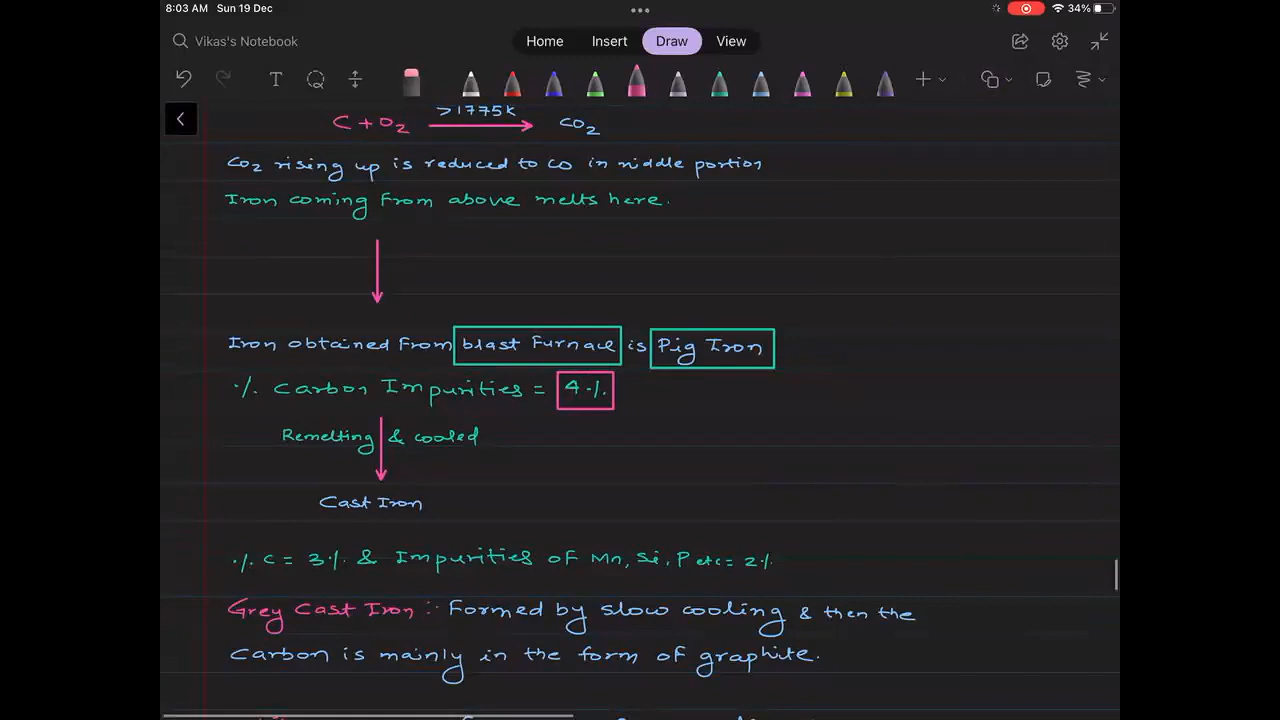 8:03 AM Sun 19 Dec
34%
Vikas's Notebook
Home Insert Draw View
T
>1775K
C + O2 → CO2
CO2 rising up is reduced to CO in middle portion
Iron coming from above melts here.
Iron obtained from blast Furnace is Pig Iron
% Carbon Impurities = 4%
Remelting & cooled
Cast Iron
% C = 3% & Impurities of Mn, Si, P etc = 2%
Grey Cast Iron :- Formed by slow cooling & then the
Carbon is mainly in the form of graphite.